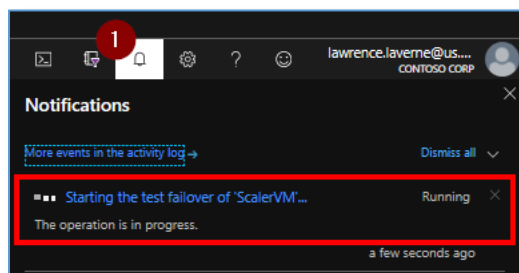 1
lawrence.laverne@us....
CONTOSO CORP
Notifications
More events in the activity log →
Dismiss all
Starting the test failover of 'ScalerVM'...
Running
The operation is in progress.
a few seconds ago